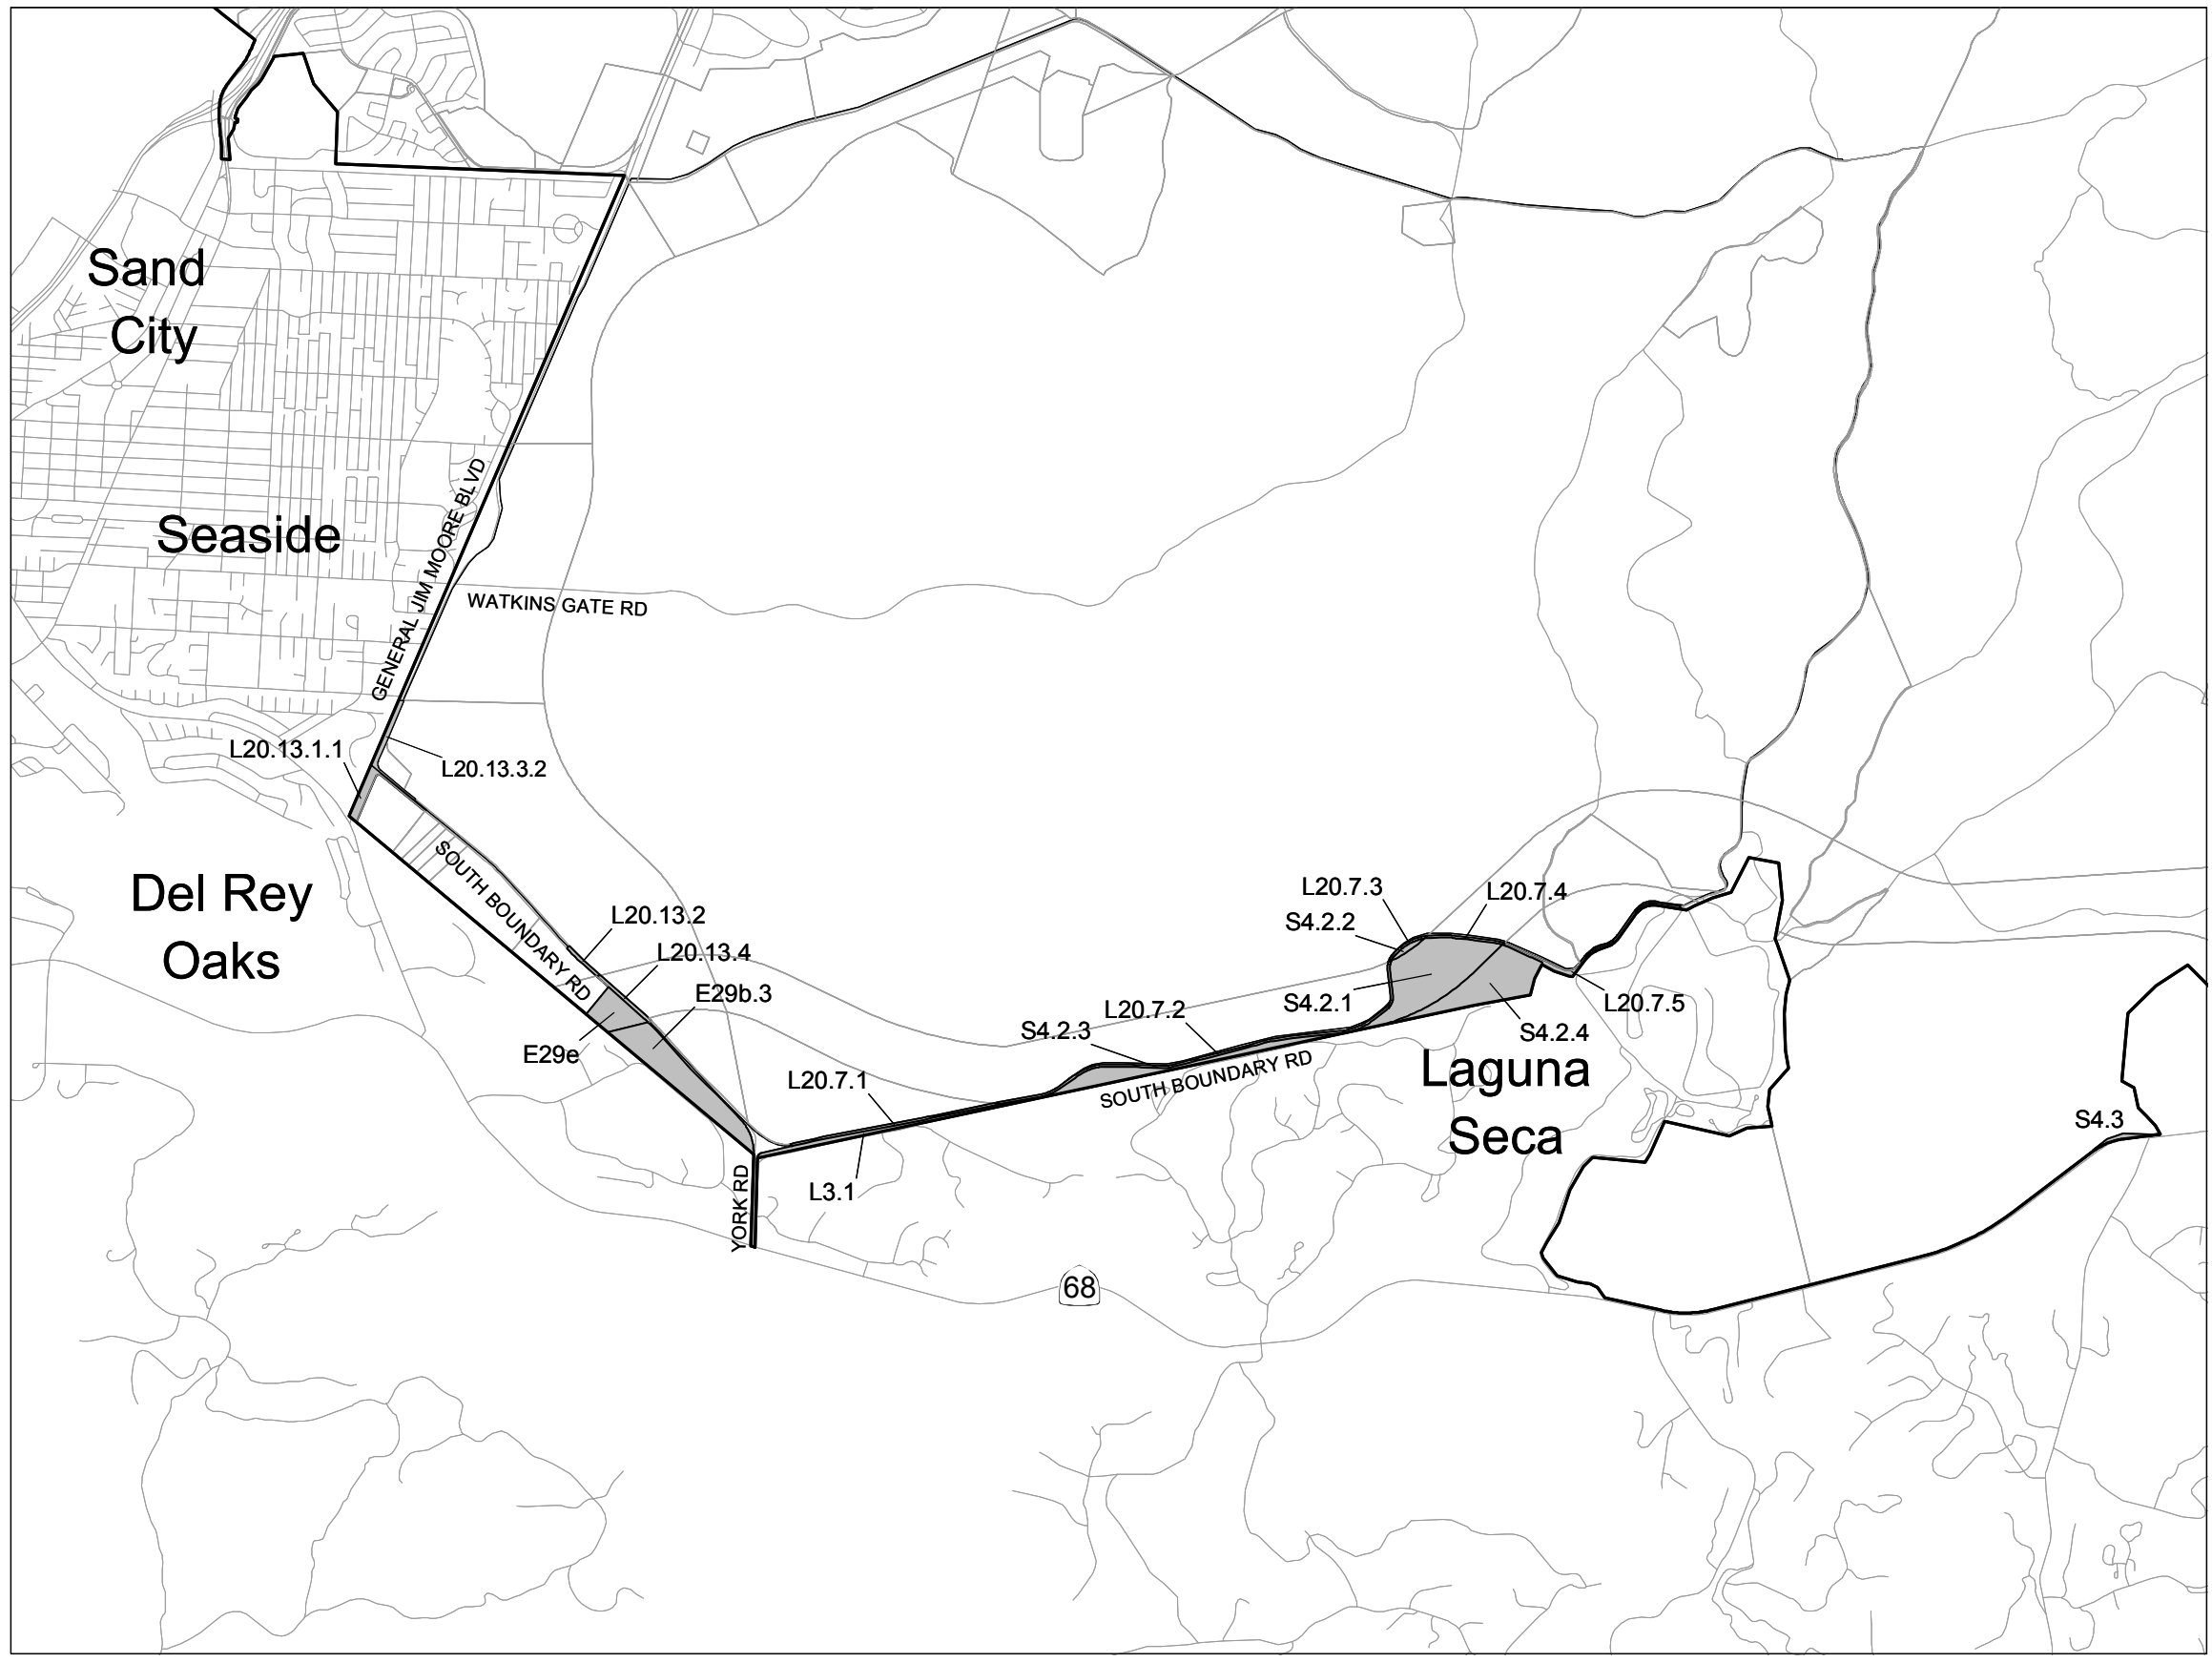 Sand
City
Seaside
GENERAL JIM MOORE BLVD
WATKINS GATE RD
L20.13.1.1
L20.13.3.2
Del Rey
Oaks
SOUTH BOUNDARY RD
L20.13.2
L20.13.4
E29b.3
E29e
L20.7.3
L20.7.4
S4.2.2
S4.2.1
L20.7.5
L20.7.2
S4.2.3
S4.2.4
L20.7.1
SOUTH BOUNDARY RD
Laguna
Seca
S4.3
L3.1
YORK RD
68